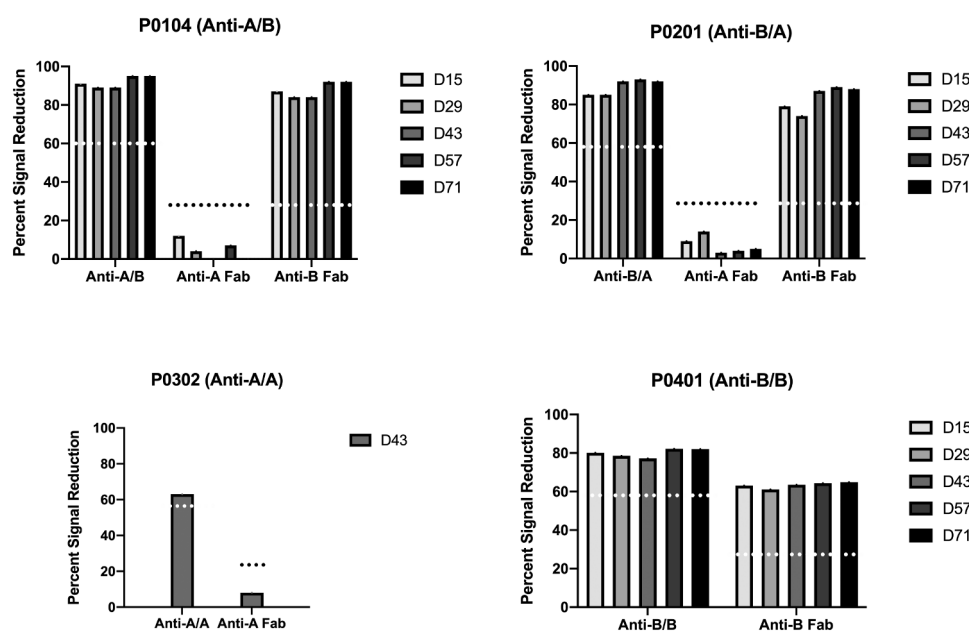 P0104 (Anti-A/B)
Percent Signal Reduction
100
80
60
40
20
0
Anti-A/B Anti-A Fab Anti-B Fab
D15
D29
D43
D57
D71
P0201 (Anti-B/A)
Percent Signal Reduction
100
80
60
40
20
0
Anti-B/A Anti-A Fab Anti-B Fab
D15
D29
D43
D57
D71
P0302 (Anti-A/A)
Percent Signal Reduction
100
80
60
40
20
0
Anti-A/A Anti-A Fab
D43
P0401 (Anti-B/B)
Percent Signal Reduction
100
80
60
40
20
0
Anti-B/B Anti-B Fab
D15
D29
D43
D57
D71